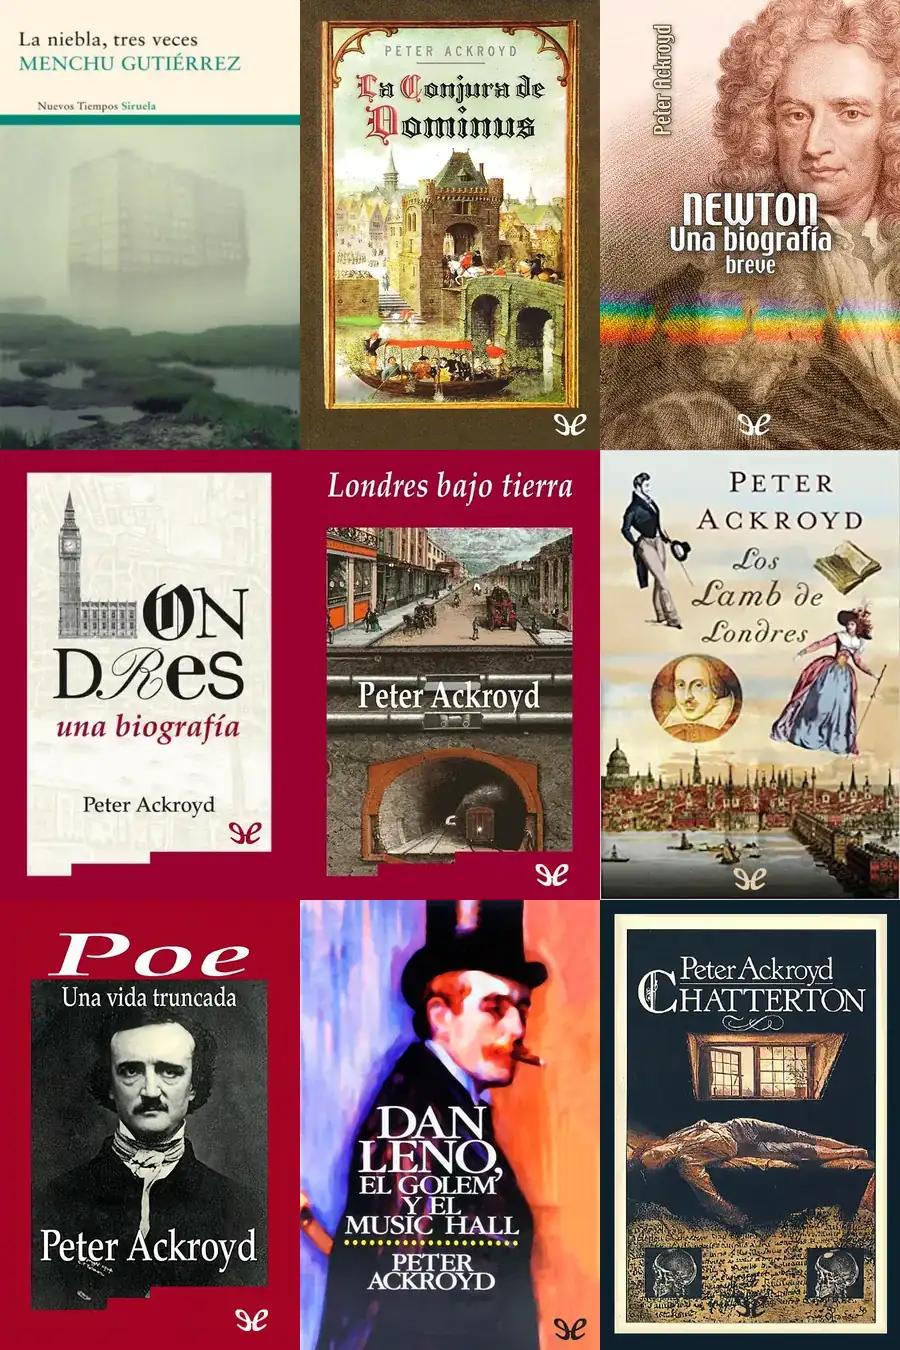 La niebla, tres veces
MENCHU GUTIÉRREZ
Nuevos Tiempos Siruela
PETER ACKROYD
La Conjura de
Dominus
Peter Ackroyd
NEWTON
Una biografía
breve
LON
DRes
una biografía
Peter Ackroyd
Londres bajo tierra
Peter Ackroyd
PETER
ACKROYD
Los
Lamb de
Londres
Poe
Una vida truncada
Peter Ackroyd
DAN
LENO,
EL GOLEM
Y EL
MUSIC HALL
PETER
ACKROYD
Peter Ackroyd
CHATTERTON